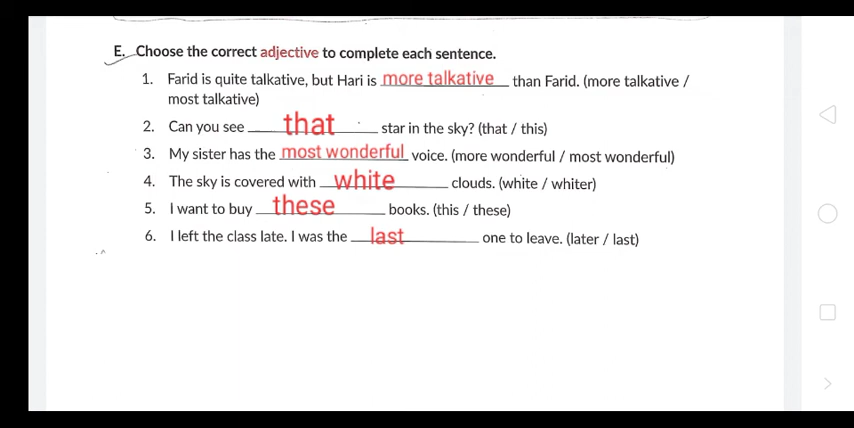 E. Choose the correct adjective to complete each sentence.
1. Farid is quite talkative, but Hari is more talkative than Farid. (more talkative /
most talkative)
2. Can you see that star in the sky? (that / this)
3. My sister has the most wonderful voice. (more wonderful / most wonderful)
4. The sky is covered with white clouds. (white / whiter)
5. I want to buy these books. (this / these)
6. I left the class late. I was the last one to leave. (later / last)